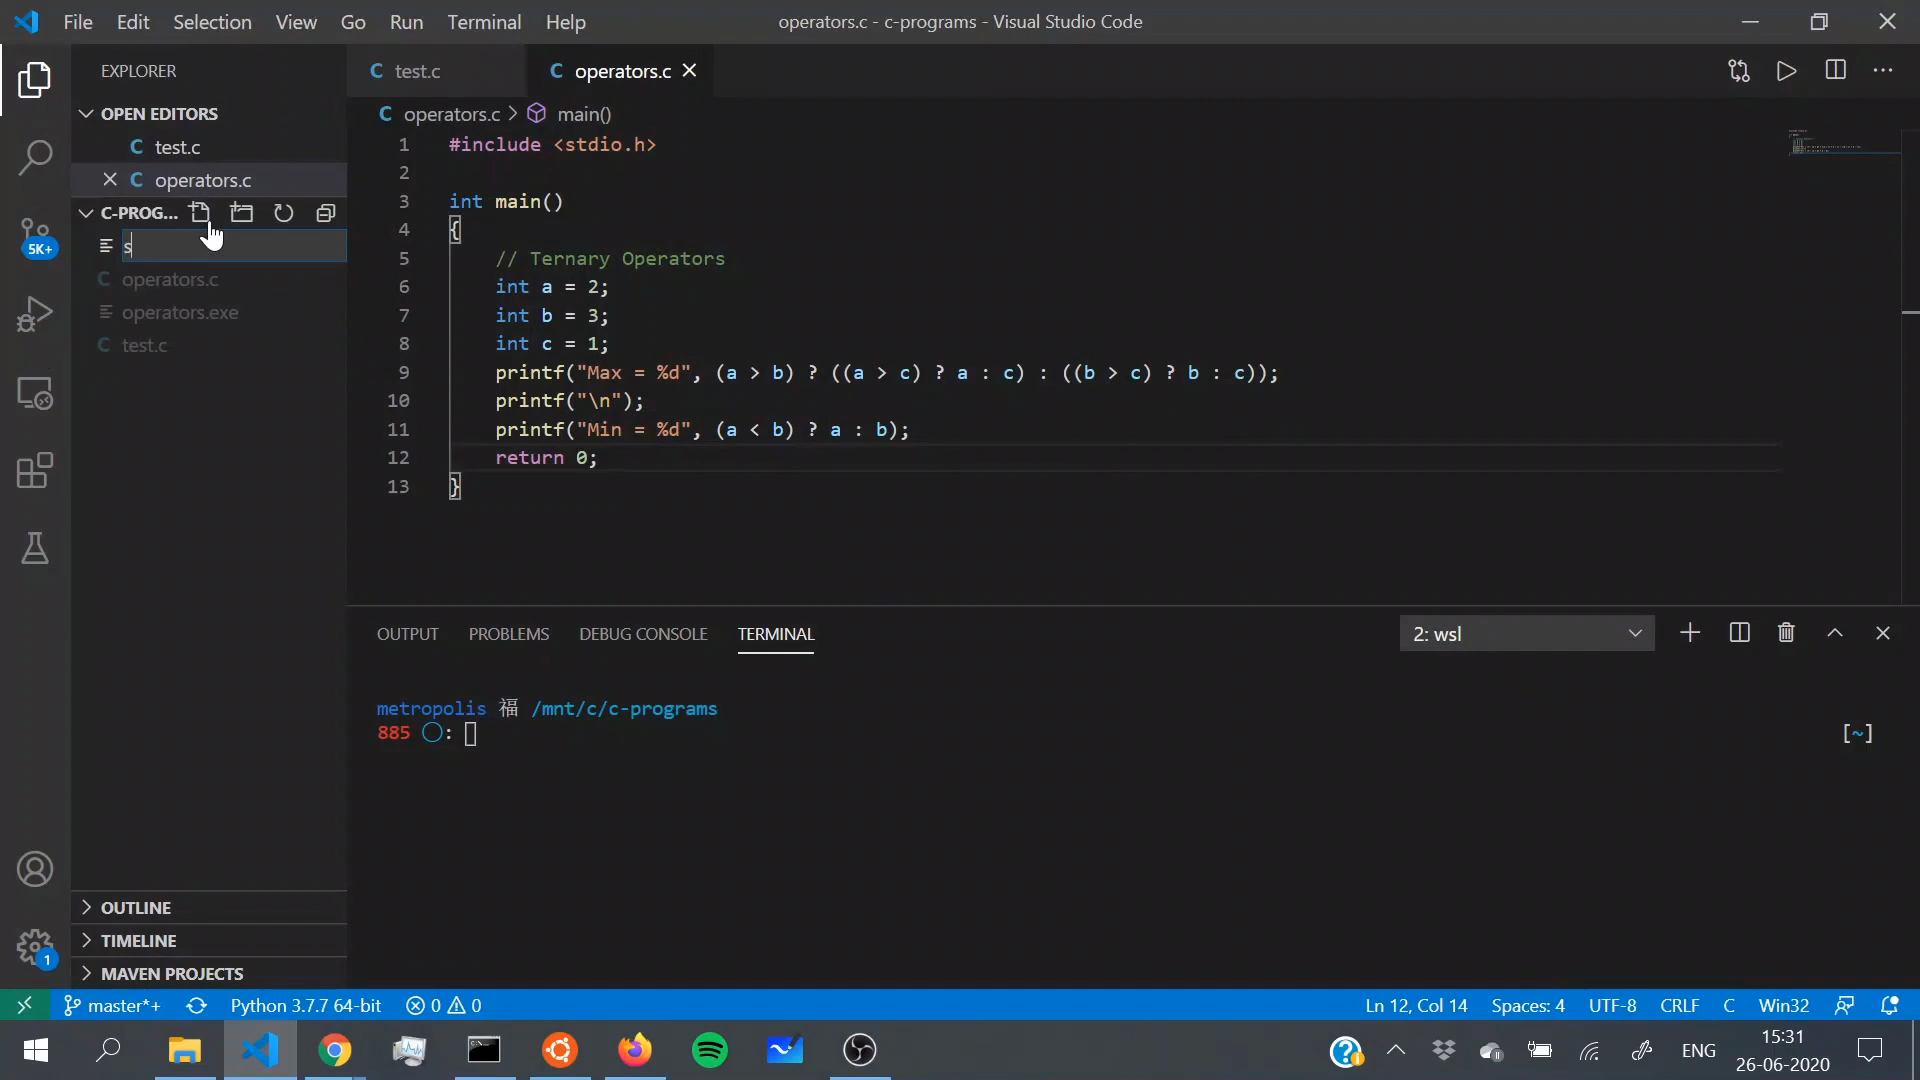 File Edit Selection View Go Run Terminal Help
operators.c - c-programs - Visual Studio Code
EXPLORER
OPEN EDITORS
C test.c
C operators.c
C-PROG...
s
C operators.c
operators.exe
C test.c
OUTLINE
TIMELINE
MAVEN PROJECTS
5K+
1
C test.c
C operators.c
C operators.c > main()
1 #include <stdio.h>
2
3 int main()
4 {
5 // Ternary Operators
6 int a = 2;
7 int b = 3;
8 int c = 1;
9 printf("Max = %d", (a > b) ? ((a > c) ? a : c) : ((b > c) ? b : c));
10 printf("\n");
11 printf("Min = %d", (a < b) ? a : b);
12 return 0;
13 }
OUTPUT PROBLEMS DEBUG CONSOLE TERMINAL
2: wsl
metropolis 福 /mnt/c/c-programs
885 ◯: [~]
master*+ Python 3.7.7 64-bit 0 0
Ln 12, Col 14 Spaces: 4 UTF-8 CRLF C Win32
ENG
15:31
26-06-2020